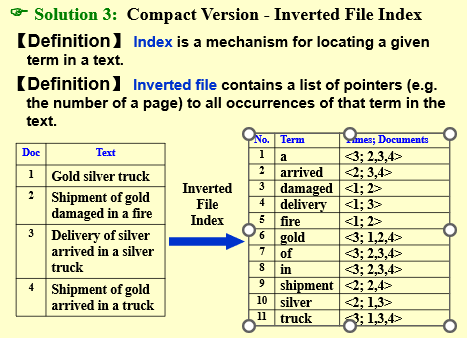 ☞ Solution 3: Compact Version - Inverted File Index
【Definition】 Index is a mechanism for locating a given
term in a text.
【Definition】 Inverted file contains a list of pointers (e.g.
the number of a page) to all occurrences of that term in the
text.
Doc Text
1 Gold silver truck
2 Shipment of gold
damaged in a fire
3 Delivery of silver
arrived in a silver
truck
4 Shipment of gold
arrived in a truck
Inverted
File
Index
No. Term Times; Documents
1 a <3; 2,3,4>
2 arrived <2; 3,4>
3 damaged <1; 2>
4 delivery <1; 3>
5 fire <1; 2>
6 gold <3; 1,2,4>
7 of <3; 2,3,4>
8 in <3; 2,3,4>
9 shipment <2; 2,4>
10 silver <2; 1,3>
11 truck <3; 1,3,4>